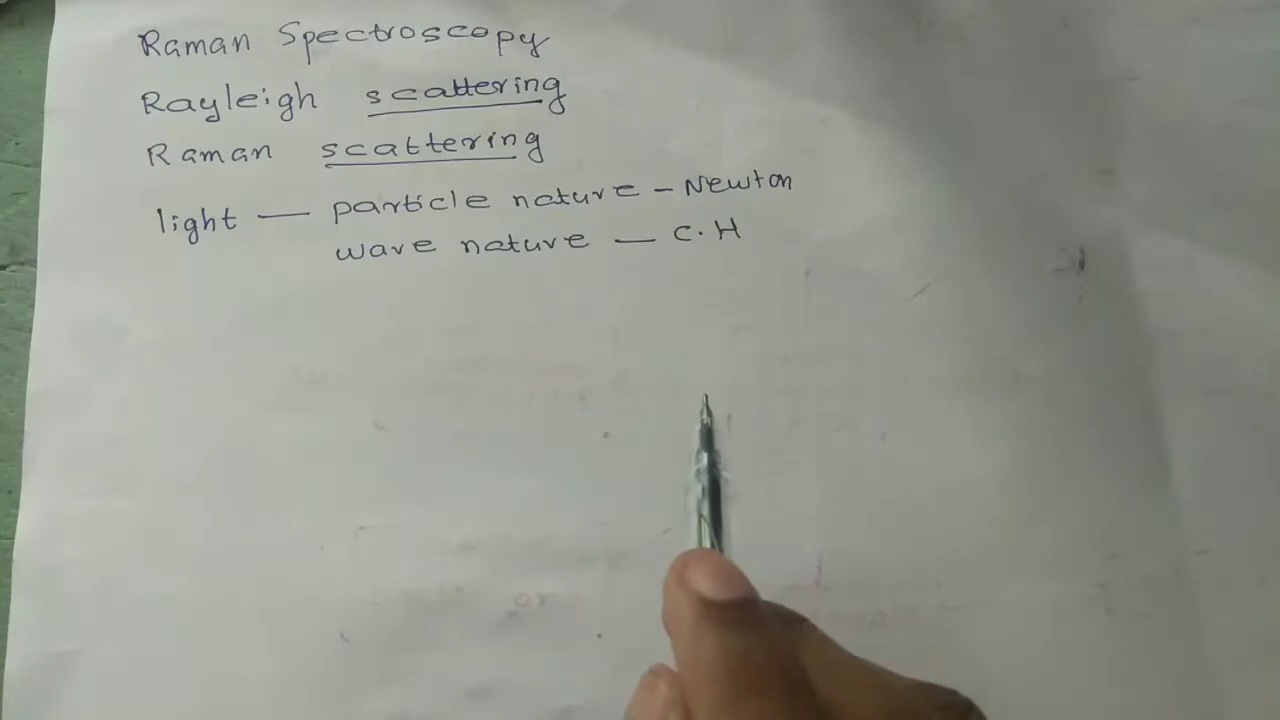 Raman Spectroscopy
Rayleigh scattering
Raman scattering
light — particle nature – Newton
wave nature — C.H